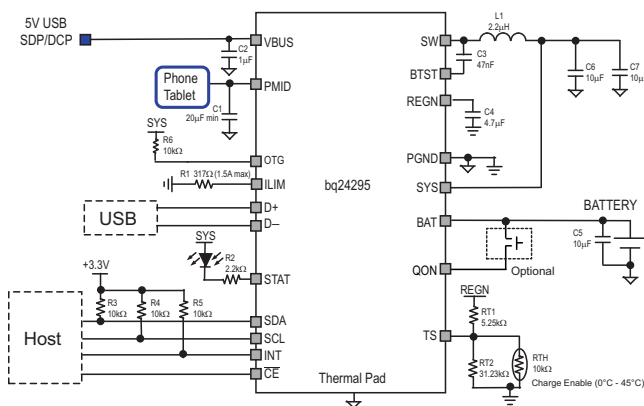 5V USB
SDP/DCP
VBUS
C2
1µF
Phone
Tablet
PMID
C1
20µF min
SYS
R6
10kΩ
OTG
R1 317Ω (1.5A max)
ILIM
D+
USB
D–
SYS
R2
2.2kΩ
STAT
+3.3V
R3
10kΩ
R4
10kΩ
R5
10kΩ
Host
SDA
SCL
INT
CE
bq24295
Thermal Pad
SW
L1
2.2µH
C3
47nF
BTST
C6
10µF
C7
10µF
REGN
C4
4.7µF
PGND
SYS
BAT
BATTERY
C5
10µF
QON
Optional
REGN
RT1
5.25kΩ
TS
RT2
31.23kΩ
RTH
10kΩ
Charge Enable (0°C - 45°C)